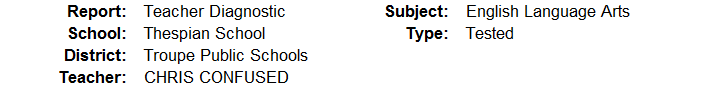 Report: Teacher Diagnostic Subject: English Language Arts
School: Thespian School Type: Tested
District: Troupe Public Schools
Teacher: CHRIS CONFUSED